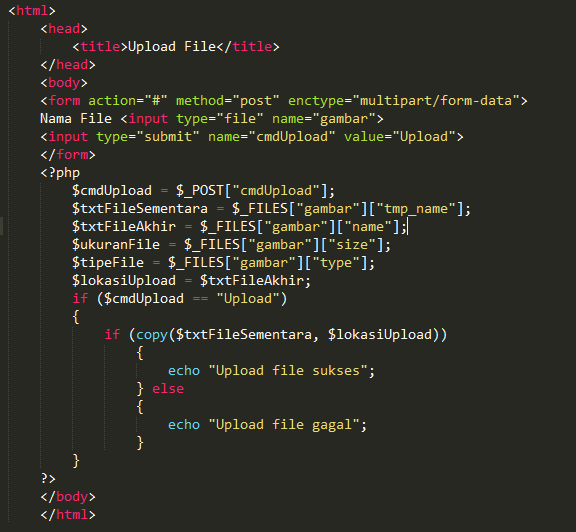 <html>
<head>
<title>Upload File</title>
</head>
<body>
<form action="#" method="post" enctype="multipart/form-data">
Nama File <input type="file" name="gambar">
<input type="submit" name="cmdUpload" value="Upload">
</form>
<?php
$cmdUpload = $_POST["cmdUpload"];
$txtFileSementara = $_FILES["gambar"]["tmp_name"];
$txtFileAkhir = $_FILES["gambar"]["name"];
$ukuranFile = $_FILES["gambar"]["size"];
$tipeFile = $_FILES["gambar"]["type"];
$lokasiUpload = $txtFileAkhir;
if ($cmdUpload == "Upload")
{
if (copy($txtFileSementara, $lokasiUpload))
{
echo "Upload file sukses";
} else
{
echo "Upload file gagal";
}
}
?>
</body>
</html>